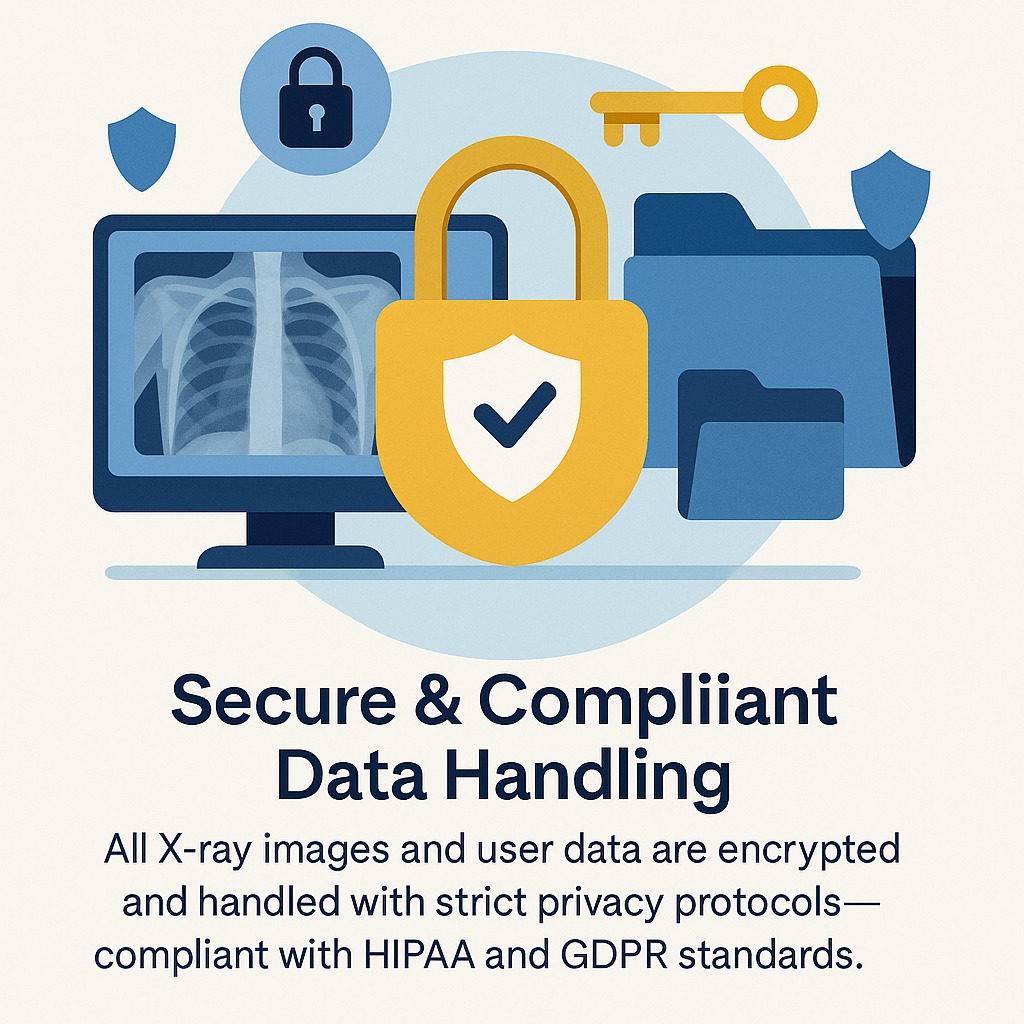 Secure & Compliiant
Data Handling
All X-ray images and user data are encrypted
and handled with strict privacy protocols—
compliant with HIPAA and GDPR standards.